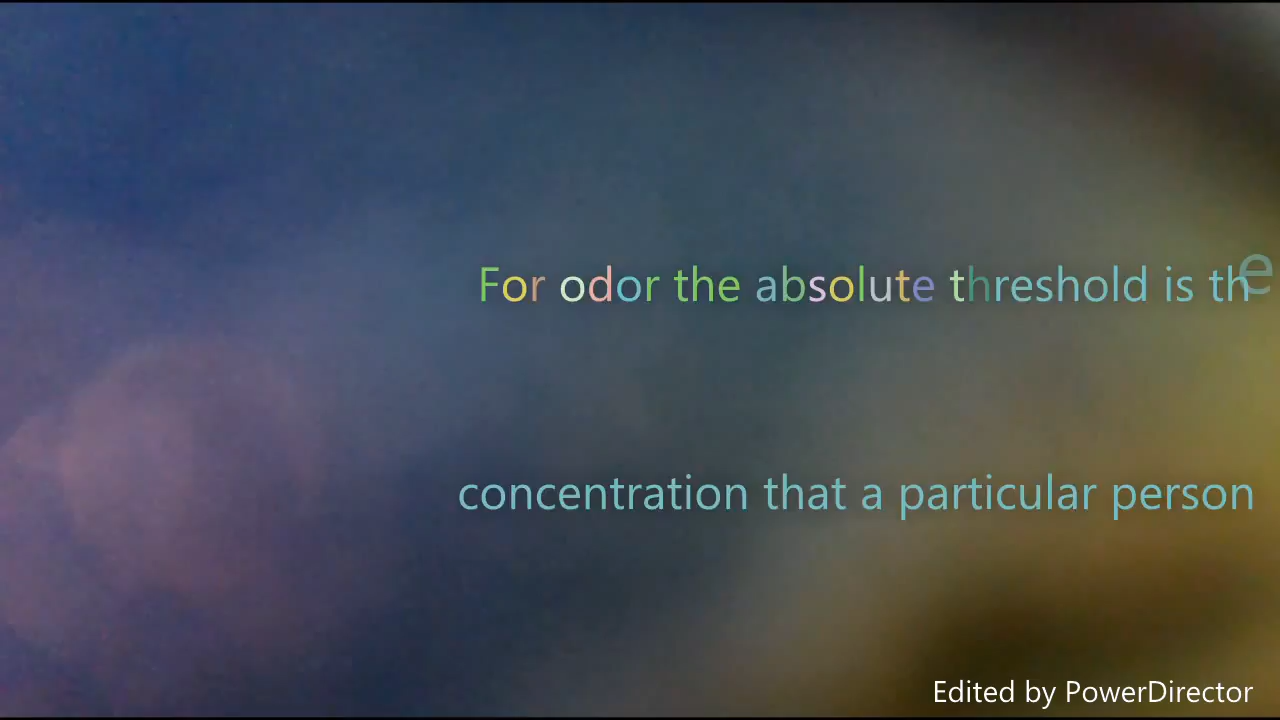 For odor the absolute threshold is the
concentration that a particular person
Edited by PowerDirector